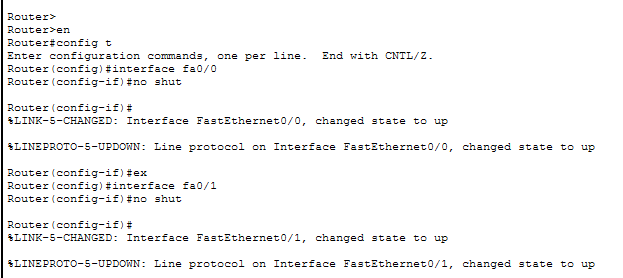 Router>
Router>en
Router#config t
Enter configuration commands, one per line.  End with CNTL/Z.
Router(config)#interface fa0/0
Router(config-if)#no shut
Router(config-if)#
%LINK-5-CHANGED: Interface FastEthernet0/0, changed state to up
%LINEPROTO-5-UPDOWN: Line protocol on Interface FastEthernet0/0, changed state to up
Router(config-if)#ex
Router(config)#interface fa0/1
Router(config-if)#no shut
Router(config-if)#
%LINK-5-CHANGED: Interface FastEthernet0/1, changed state to up
%LINEPROTO-5-UPDOWN: Line protocol on Interface FastEthernet0/1, changed state to up